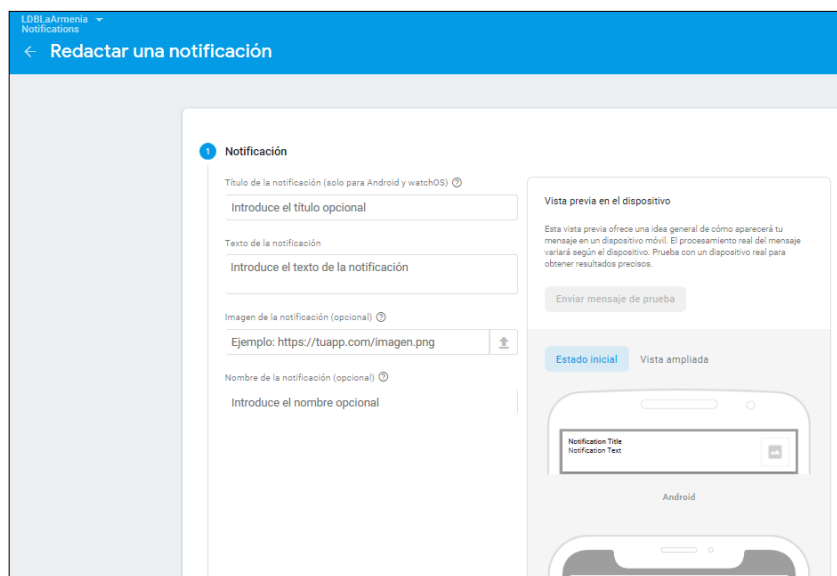 LDBLaArmenía
Notifications
Redactar una notificación
1 Notificación
Título de la notificación (solo para Android y watchOS)
Introduce el título opcional
Texto de la notificación
Introduce el texto de la notificación
Imagen de la notificación (opcional)
Ejemplo: https://tuapp.com/imagen.png
Nombre de la notificación (opcional)
Introduce el nombre opcional
Vista previa en el dispositivo
Esta vista previa ofrece una idea general de cómo aparecerá tu
mensaje en un dispositivo móvil. El procesamiento real del mensaje
variará según el dispositivo. Prueba con un dispositivo real para
obtener resultados precisos.
Enviar mensaje de prueba
Estado inicial Vista ampliada
Notification Title
Notification Text
Android